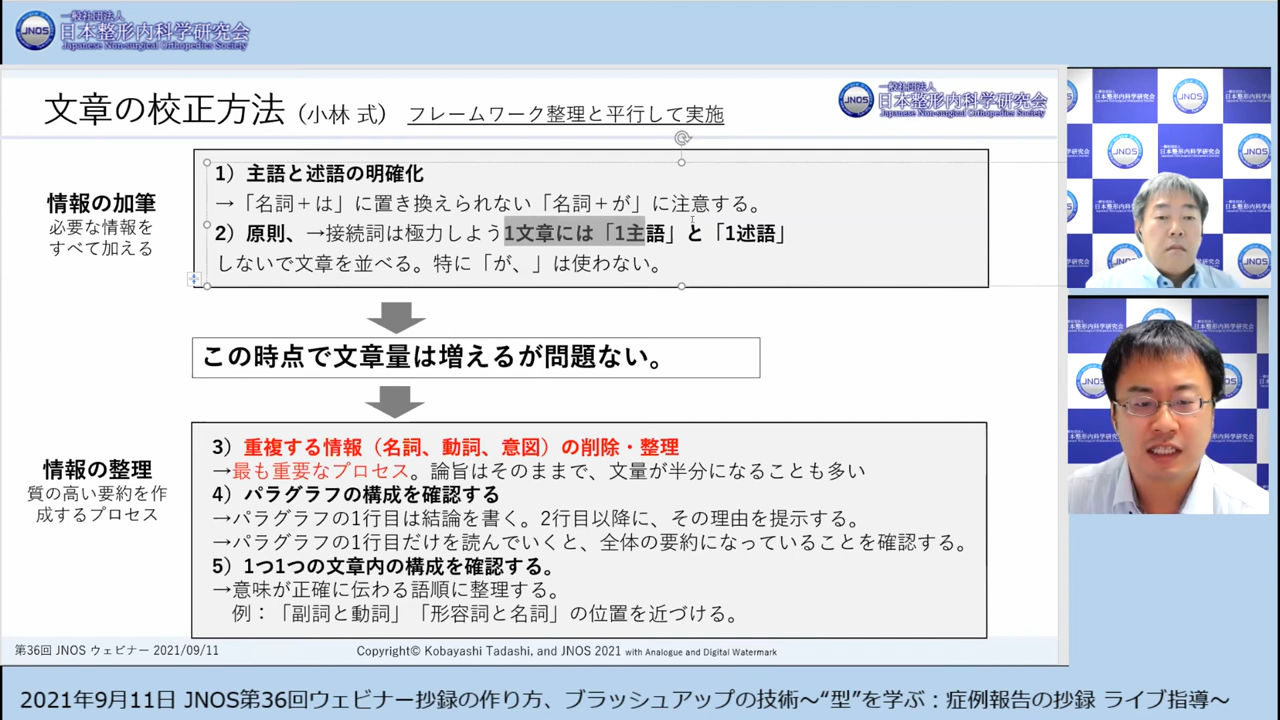 一般社団法人
JNOS 日本整形内科学研究会
Japanese Non-surgical Orthopedics Society
文章の校正方法（小林 式） フレームワーク整理と平行して実施
一般社団法人
JNOS 日本整形内科学研究会
Japanese Non-surgical Orthopedics Society
情報の加筆
必要な情報を
すべて加える
1）主語と述語の明確化
→「名詞＋は」に置き換えられない「名詞＋が」に注意する。
2）原則、→接続詞は極力しよう1文章には「1主語」と「1述語」
しないで文章を並べる。特に「が、」は使わない。
この時点で文章量は増えるが問題ない。
情報の整理
質の高い要約を作
成するプロセス
3）重複する情報（名詞、動詞、意図）の削除・整理
→最も重要なプロセス。論旨はそのままで、文量が半分になることも多い
4）パラグラフの構成を確認する
→パラグラフの1行目は結論を書く。2行目以降に、その理由を提示する。
→パラグラフの1行目だけを読んでいくと、全体の要約になっていることを確認する。
5）1つ1つの文章内の構成を確認する。
→意味が正確に伝わる語順に整理する。
例：「副詞と動詞」「形容詞と名詞」の位置を近づける。
第36回 JNOS ウェビナー 2021/09/11
Copyright© Kobayashi Tadashi, and JNOS 2021 with Analogue and Digital Watermark
2021年9月11日 JNOS第36回ウェビナー抄録の作り方、ブラッシュアップの技術～“型”を学ぶ：症例報告の抄録 ライブ指導～